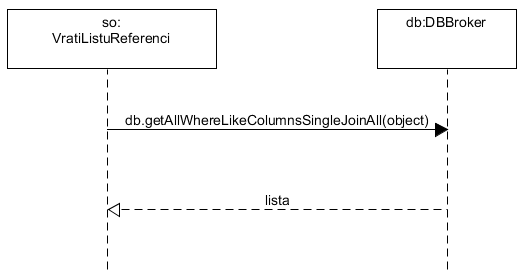 so:
VratiListuReferenci
db:DBBroker
db.getAllWhereLikeColumnsSingleJoinAll(object)
lista